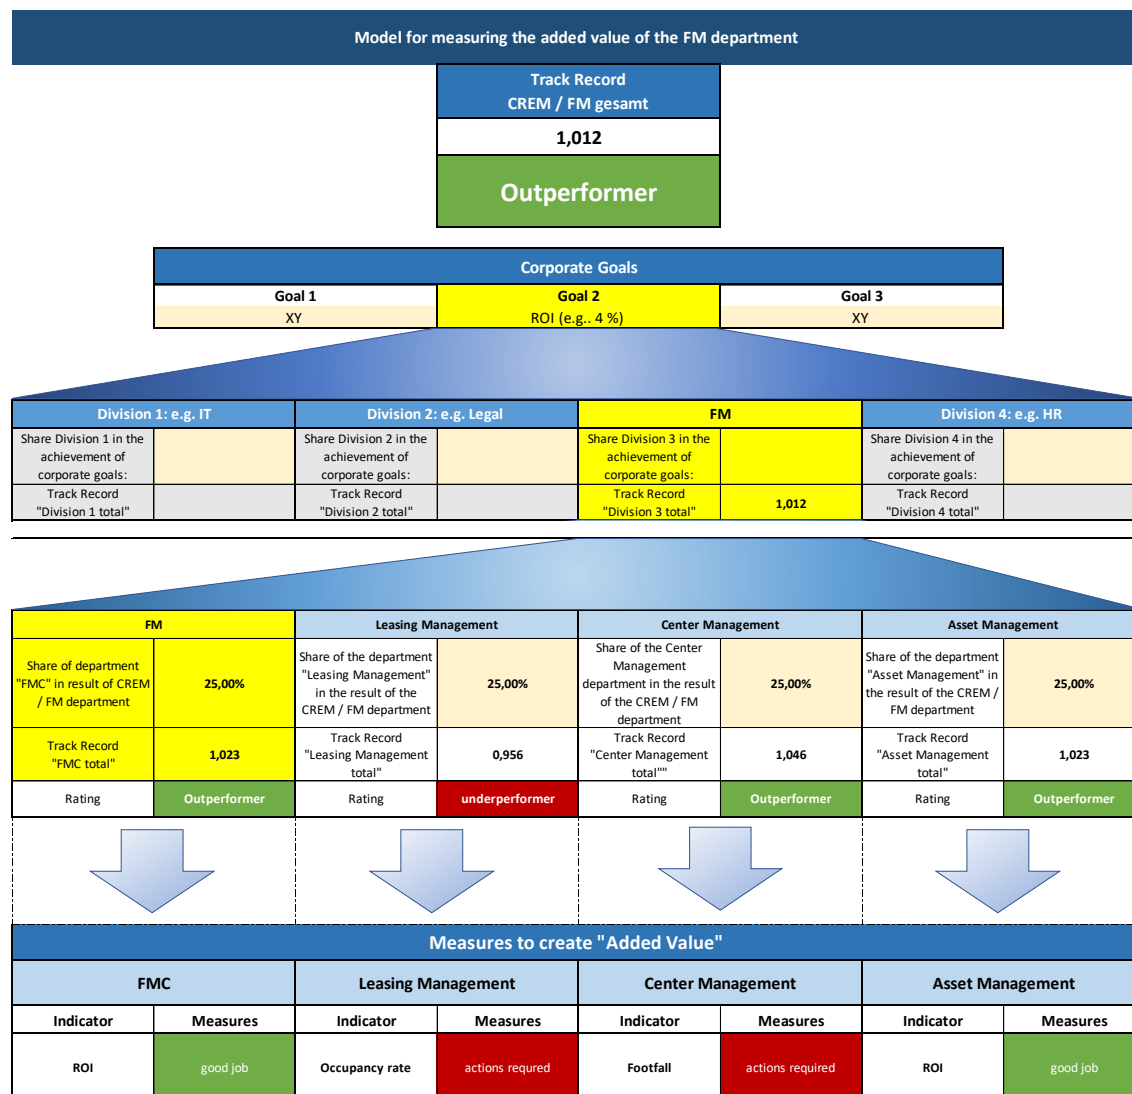 Model for measuring the added value of the FM department
Track Record
CREM / FM gesamt
1,012
Outperformer
Corporate Goals
Goal 1
Goal 2
Goal 3
XY
ROI (e.g.. 4 %)
XY
Division 1: e.g. IT
Division 2: e.g. Legal
FM
Division 4: e.g. HR
Share Division 1 in the
achievement of
corporate goals:
Share Division 2 in the
achievement of
corporate goals:
Share Division 3 in the
achievement of
corporate goals:
Share Division 4 in the
achievement of
corporate goals:
Track Record
"Division 1 total"
Track Record
"Division 2 total"
Track Record
"Division 3 total"
1,012
Track Record
"Division 4 total"
FM
Leasing Management
Center Management
Asset Management
Share of department
"FMC" in result of CREM
/ FM department
25,00%
Share of the department
"Leasing Management"
in the result of the
CREM / FM department
25,00%
Share of the Center
Management
department in the result
of the CREM / FM
department
25,00%
Share of the department
"Asset Management" in
the result of the CREM /
FM department
25,00%
Track Record
"FMC total"
1,023
Track Record
"Leasing Management
total"
0,956
Track Record
"Center Management
total""
1,046
Track Record
"Asset Management
total"
1,023
Rating
Outperformer
Rating
underperformer
Rating
Outperformer
Rating
Outperformer
Measures to create "Added Value"
FMC
Leasing Management
Center Management
Asset Management
Indicator
Measures
Indicator
Measures
Indicator
Measures
Indicator
Measures
ROI
good job
Occupancy rate
actions requred
Footfall
actions required
ROI
good job